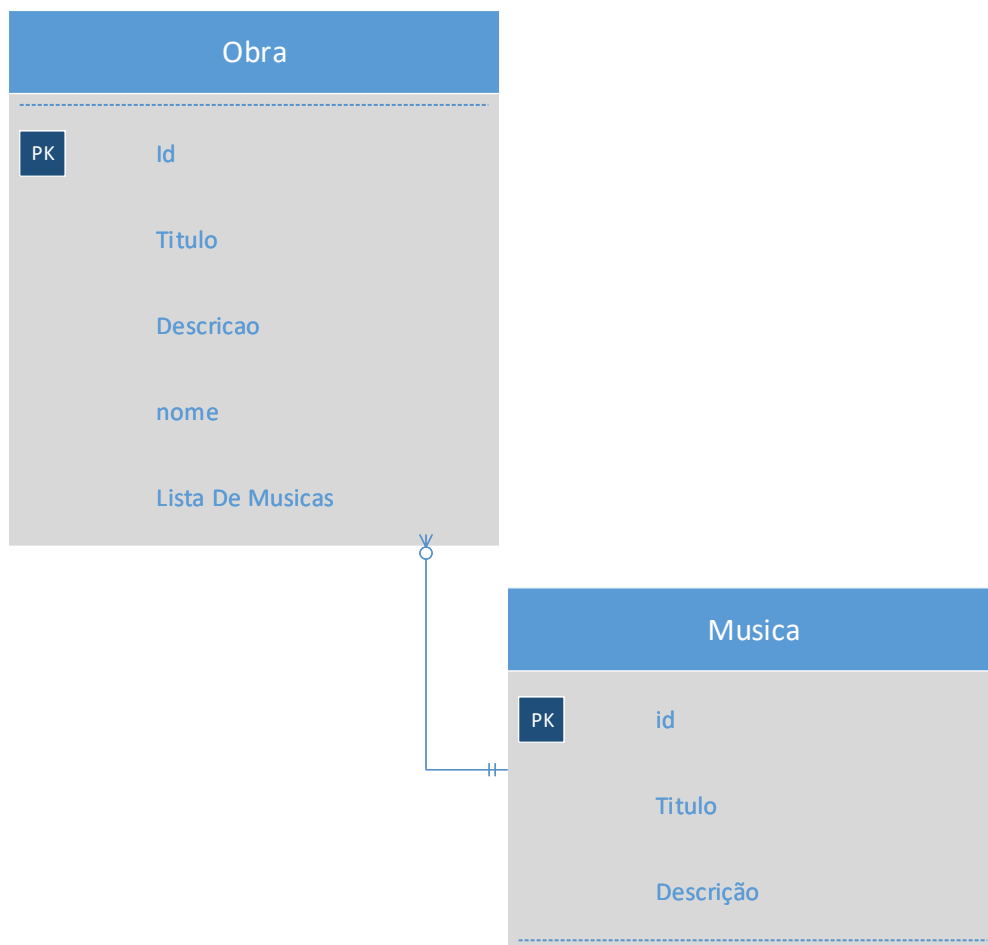 Obra
PK Id
Titulo
Descricao
nome
Lista De Musicas
Musica
PK id
Titulo
Descrição